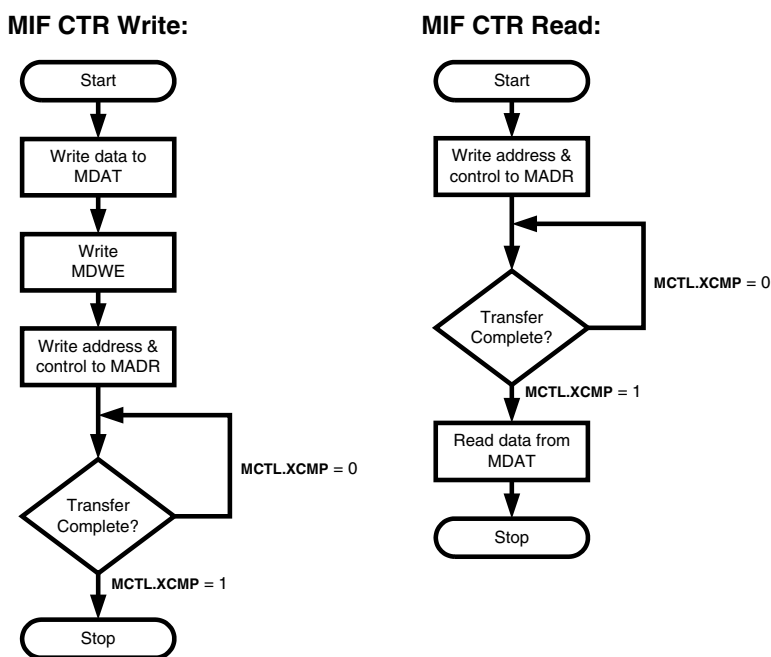 MIF CTR Write:
Start
Write data to
MDAT
Write
MDWE
Write address &
control to MADR
MCTL.XCMP = 0
Transfer
Complete?
MCTL.XCMP = 1
Stop
MIF CTR Read:
Start
Write address &
control to MADR
MCTL.XCMP = 0
Transfer
Complete?
MCTL.XCMP = 1
Read data from
MDAT
Stop